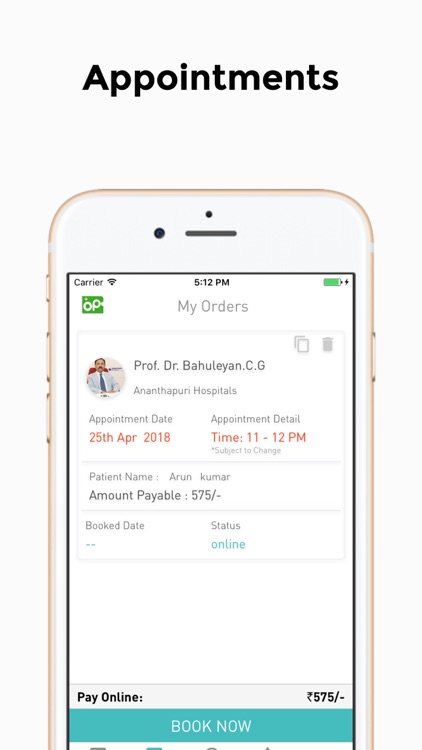 Appointments
Carrier 5:12 PM
op
My Orders
Prof. Dr. Bahuleyan.C.G
Ananthapuri Hospitals
Appointment Date Appointment Detail
25th Apr 2018 Time: 11 - 12 PM
*Subject to Change
Patient Name : Arun kumar
Amount Payable : 575/-
Booked Date Status
-- online
Pay Online: ₹575/-
BOOK NOW